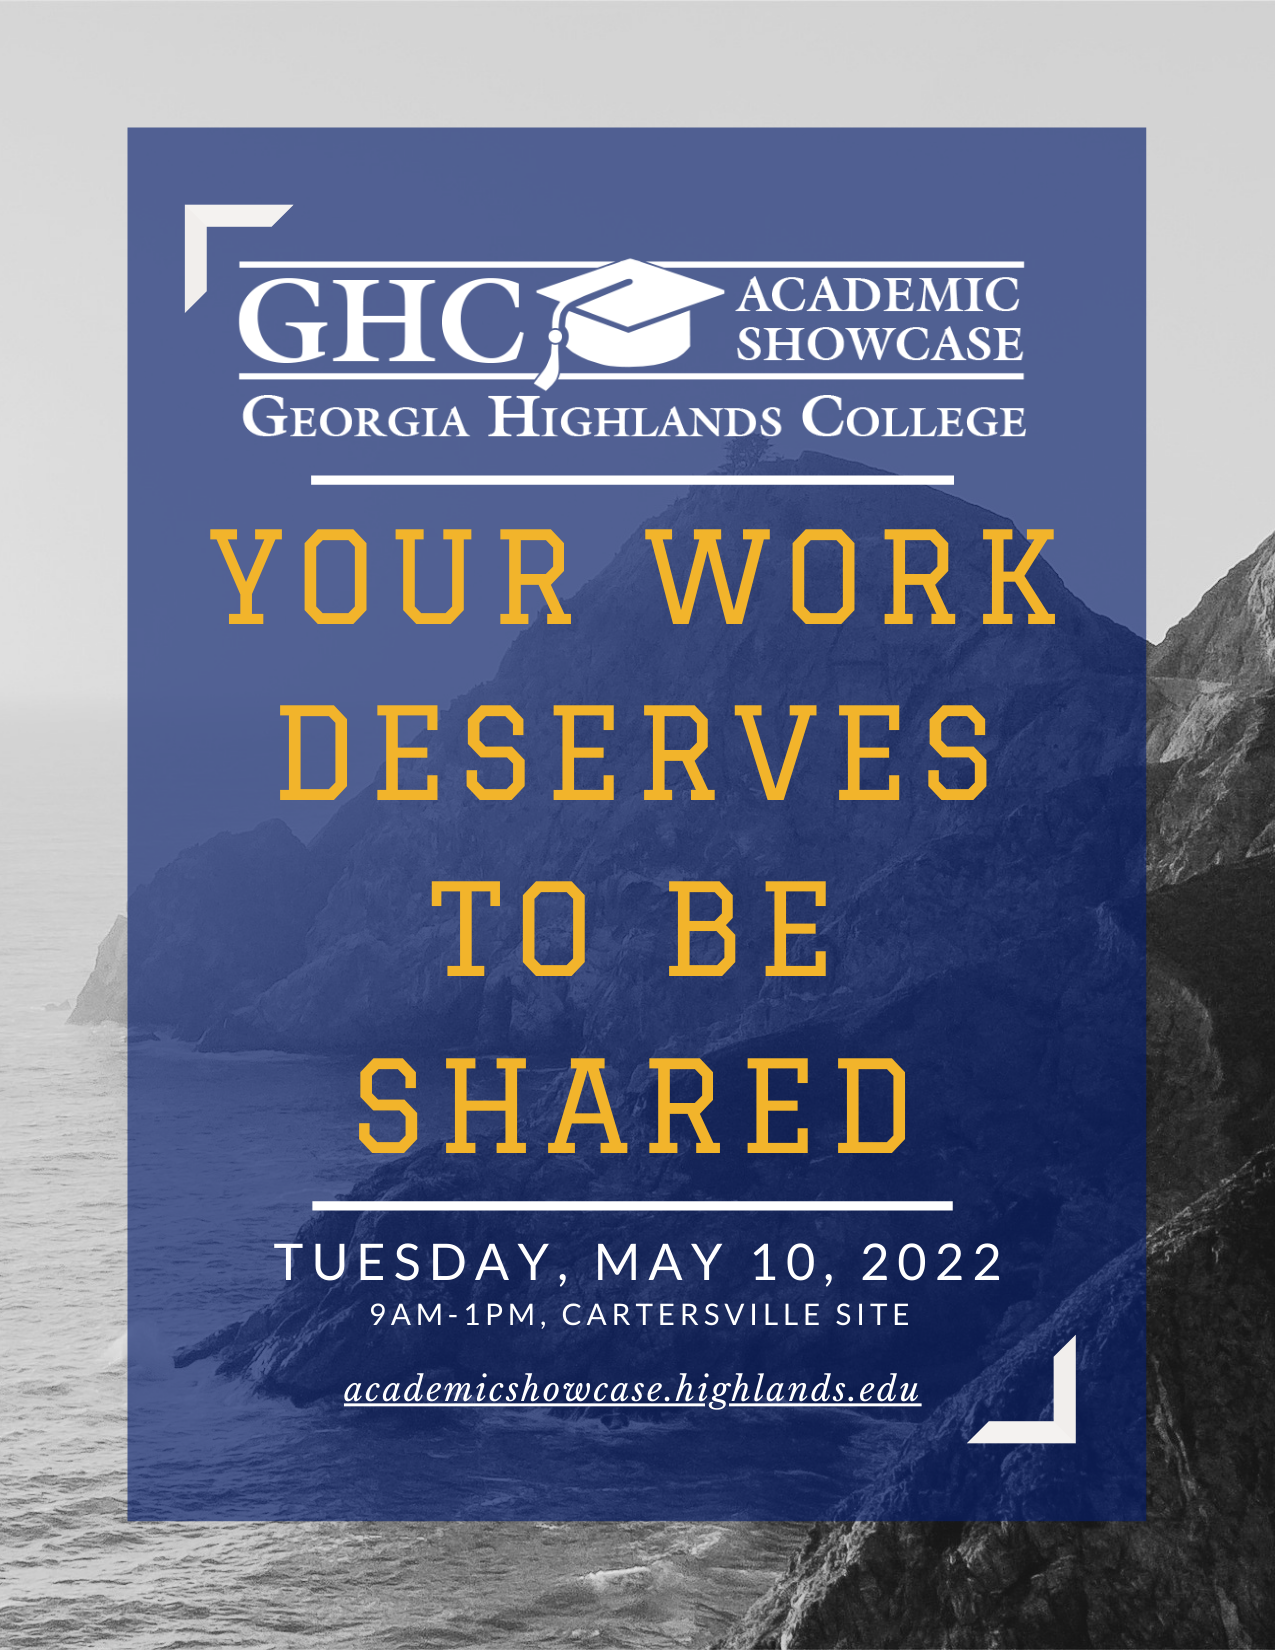 GHC ACADEMIC
SHOWCASE
GEORGIA HIGHLANDS COLLEGE
YOUR WORK
DESERVES
TO BE
SHARED
TUESDAY, MAY 10, 2022
9AM-1PM, CARTERSVILLE SITE
academicshowcase.highlands.edu